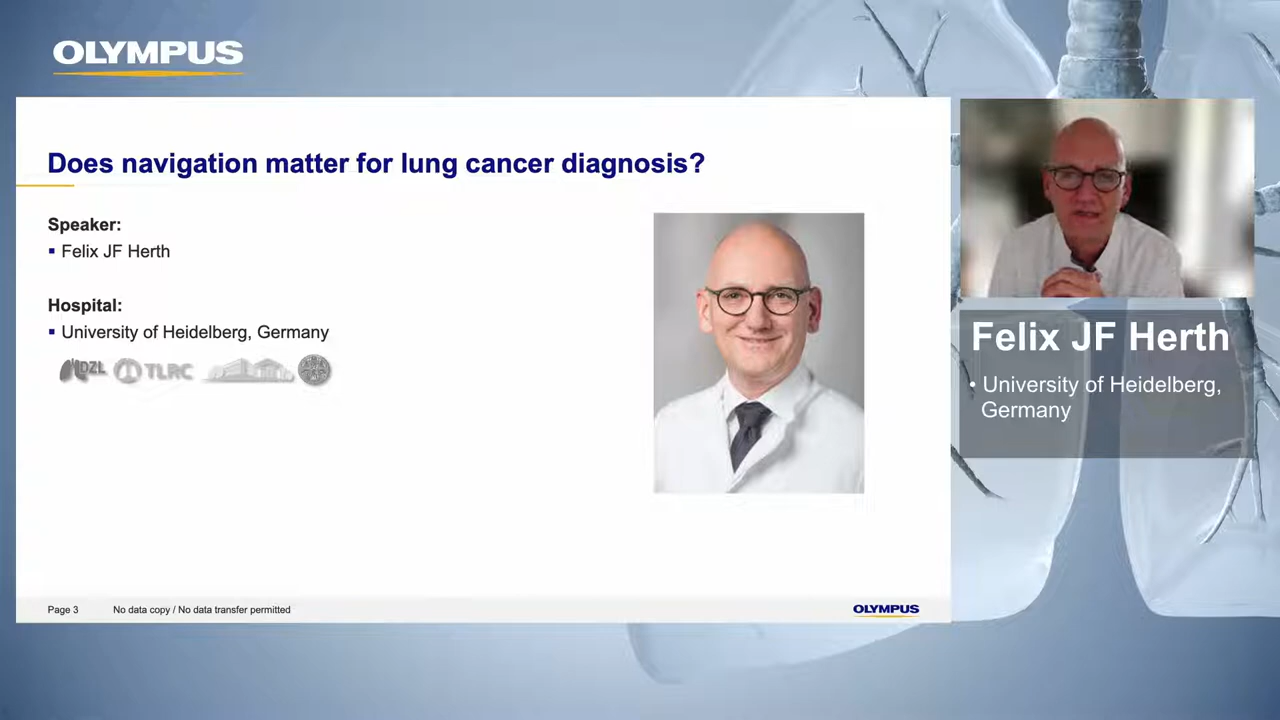 OLYMPUS
Does navigation matter for lung cancer diagnosis?
Speaker:
▪ Felix JF Herth
Hospital:
▪ University of Heidelberg, Germany
DZL TLRC
Page 3 No data copy / No data transfer permitted
OLYMPUS
Felix JF Herth
• University of Heidelberg,
Germany